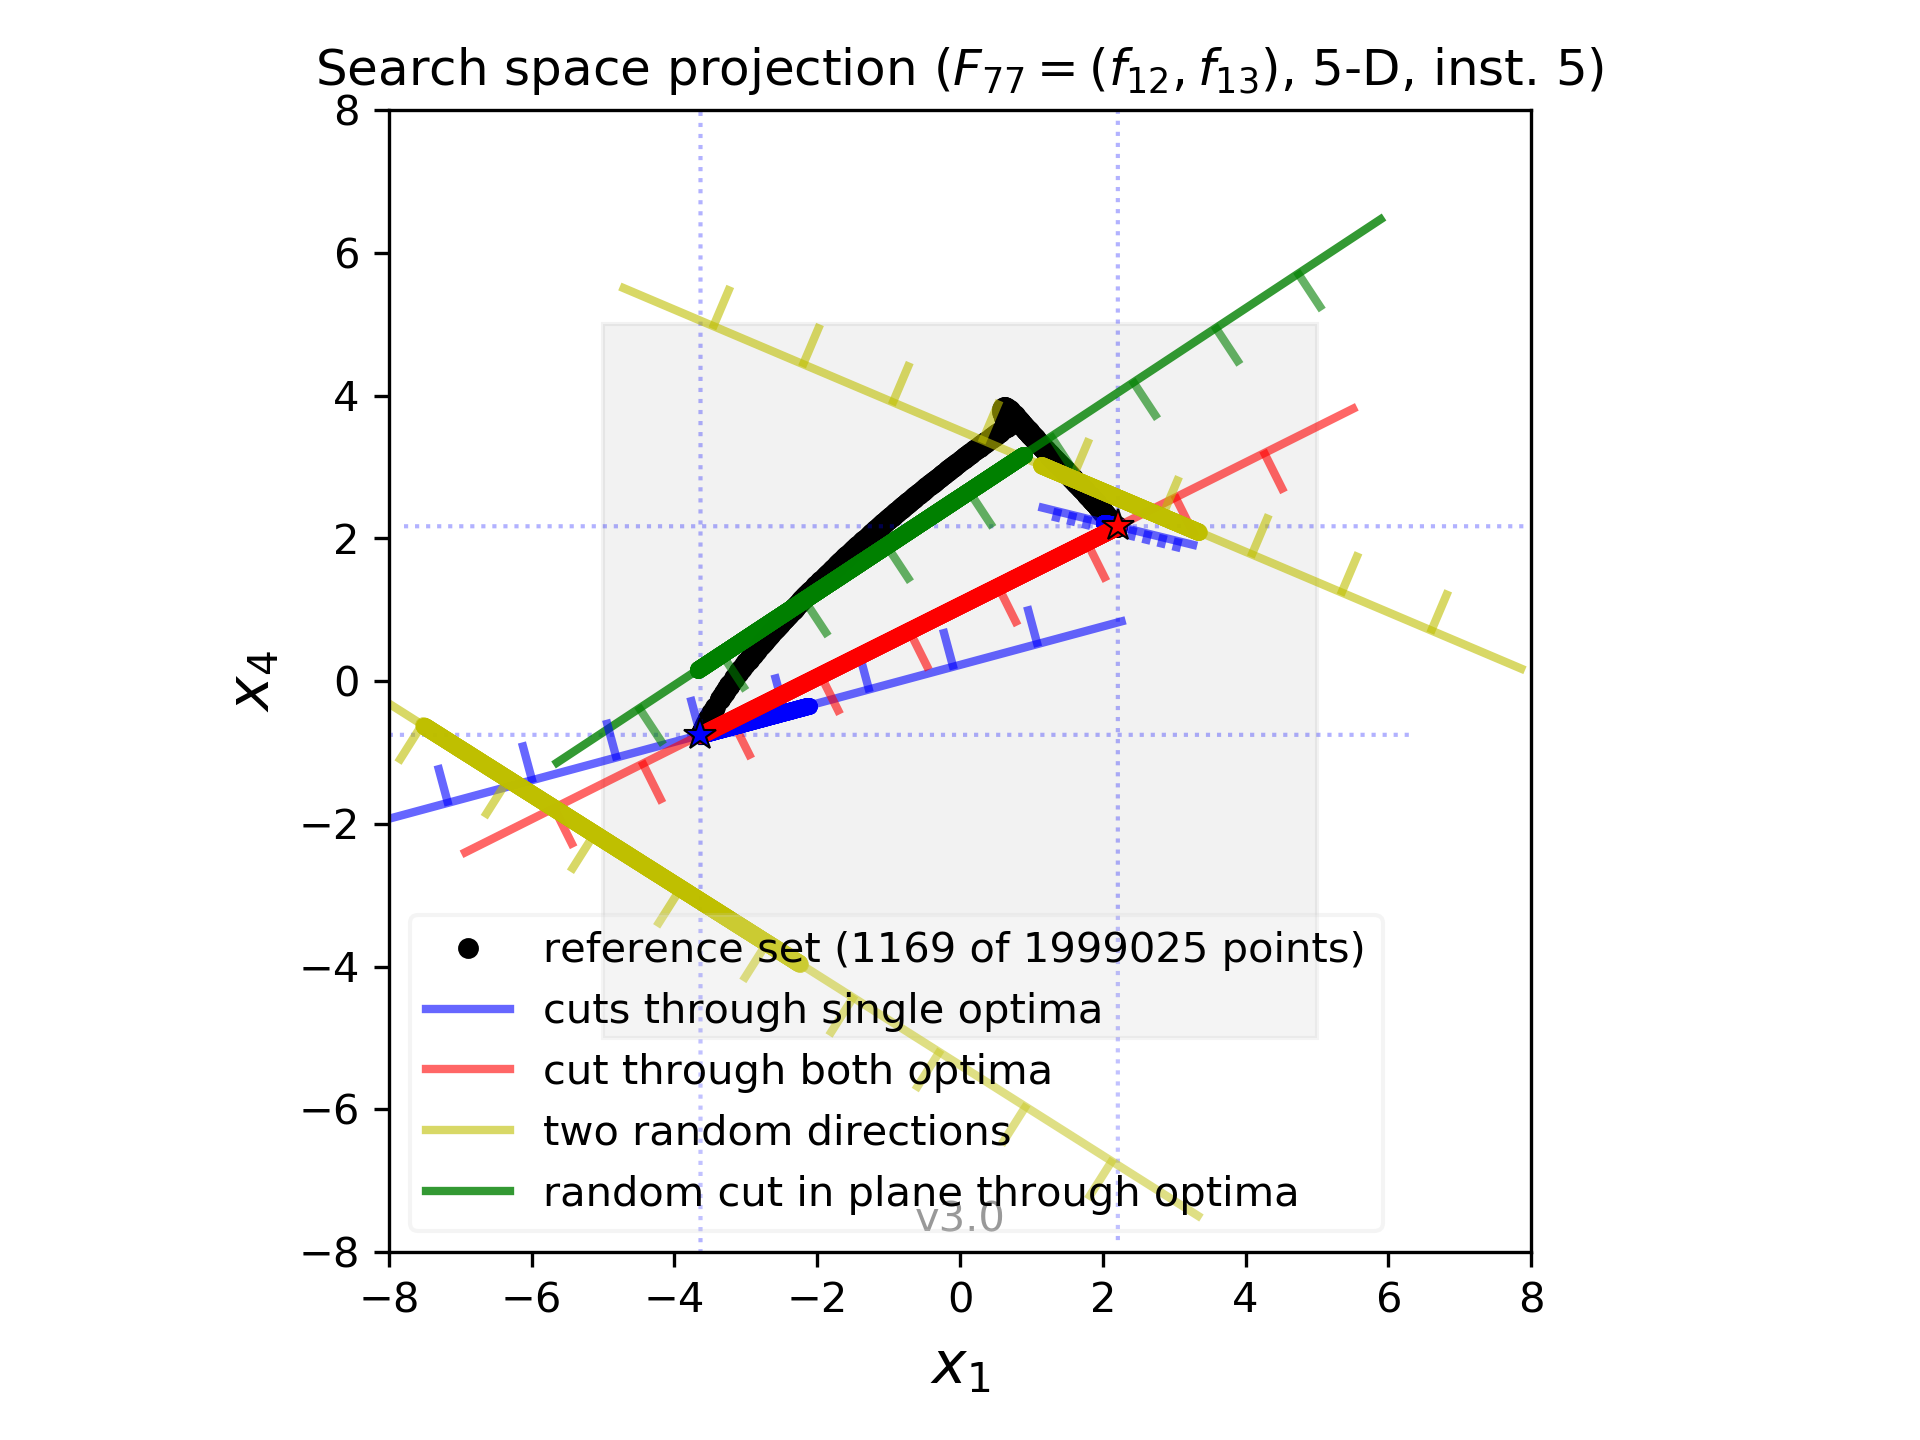 Search space projection (F77 = (f12, f13), 5-D, inst. 5)
8
6
4
2
0
−2
−4
−6
−8
x4
reference set (1169 of 1999025 points)
cuts through single optima
cut through both optima
two random directions
random cut in plane through optima
v3.0
−8 −6 −4 −2 0 2 4 6 8
x1